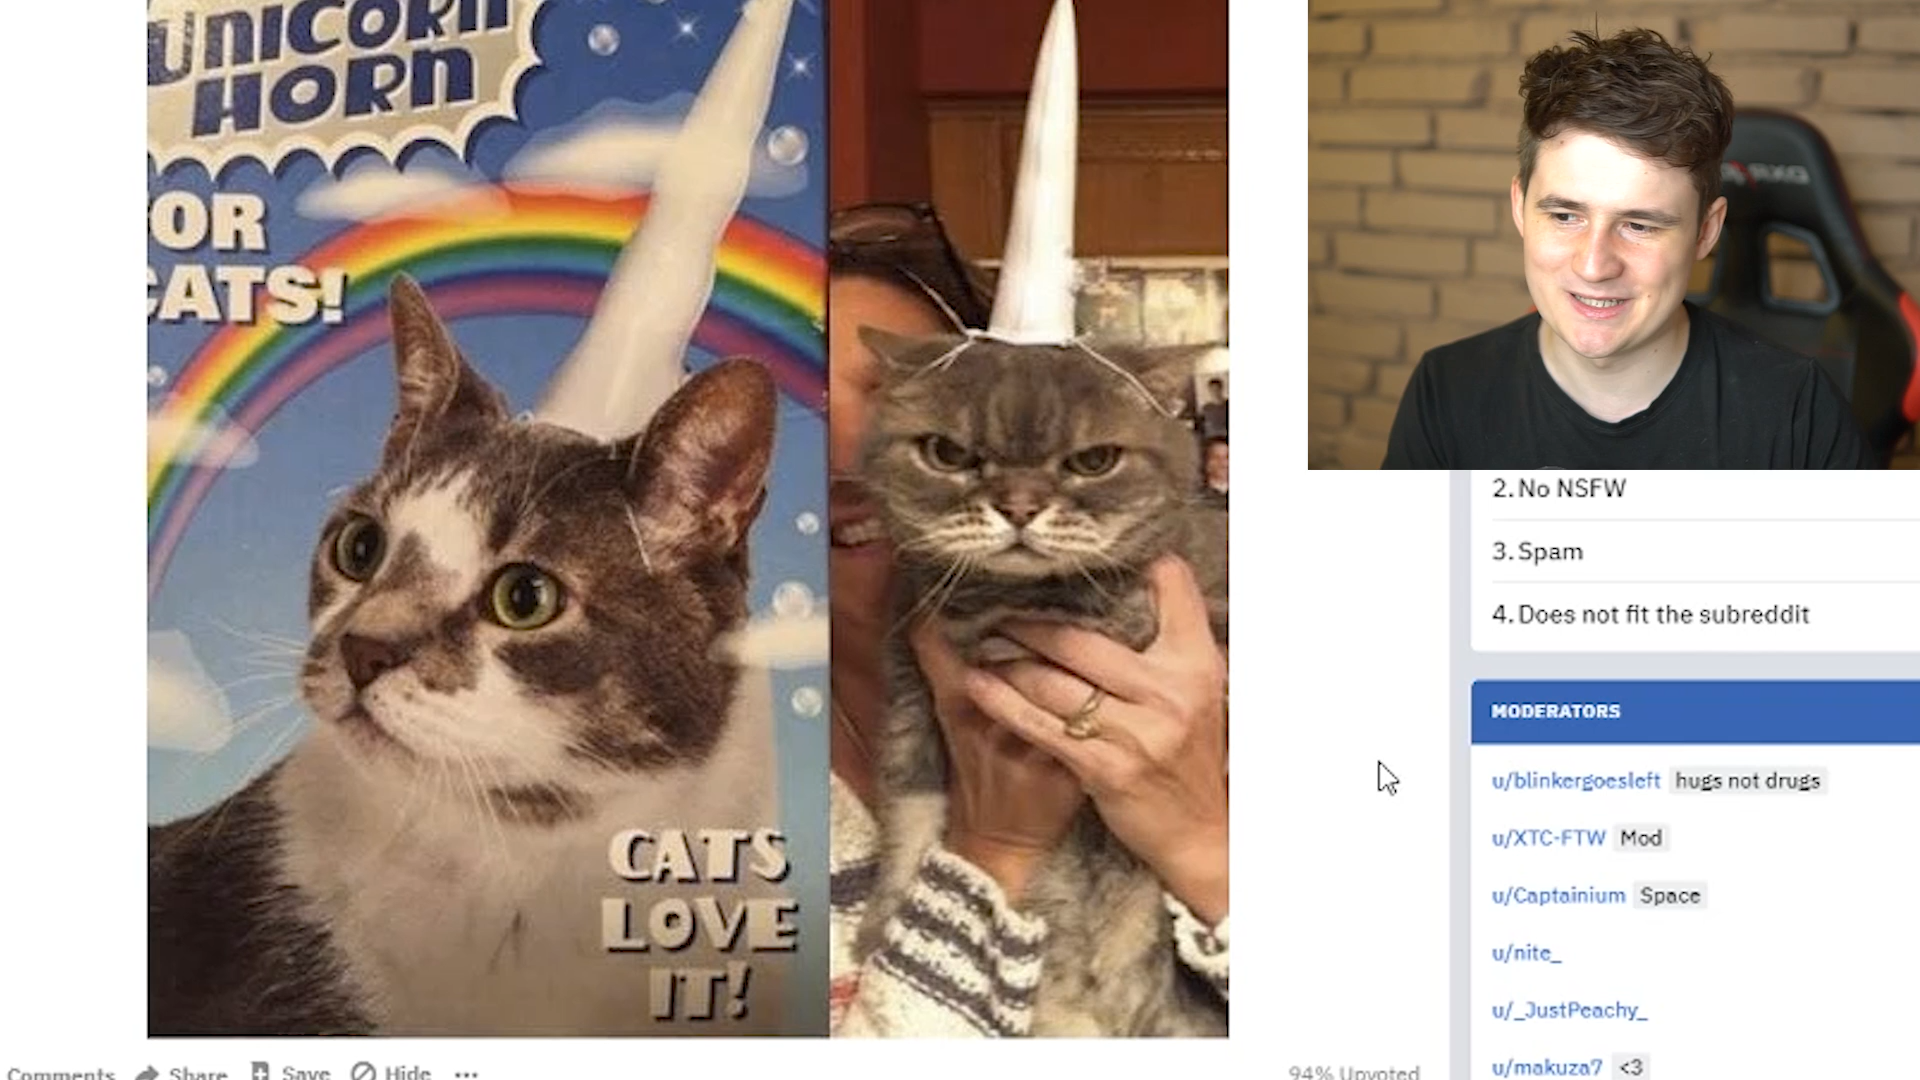 UNICORN
HORN
FOR
CATS!
CATS
LOVE
IT!
2. No NSFW
3. Spam
4. Does not fit the subreddit
MODERATORS
u/blinkergoesleft hugs not drugs
u/XTC-FTW Mod
u/Captainium Space
u/nite_
u/_JustPeachy_
u/makuza7 <3
Comments Share Save Hide ...
94% Upvoted